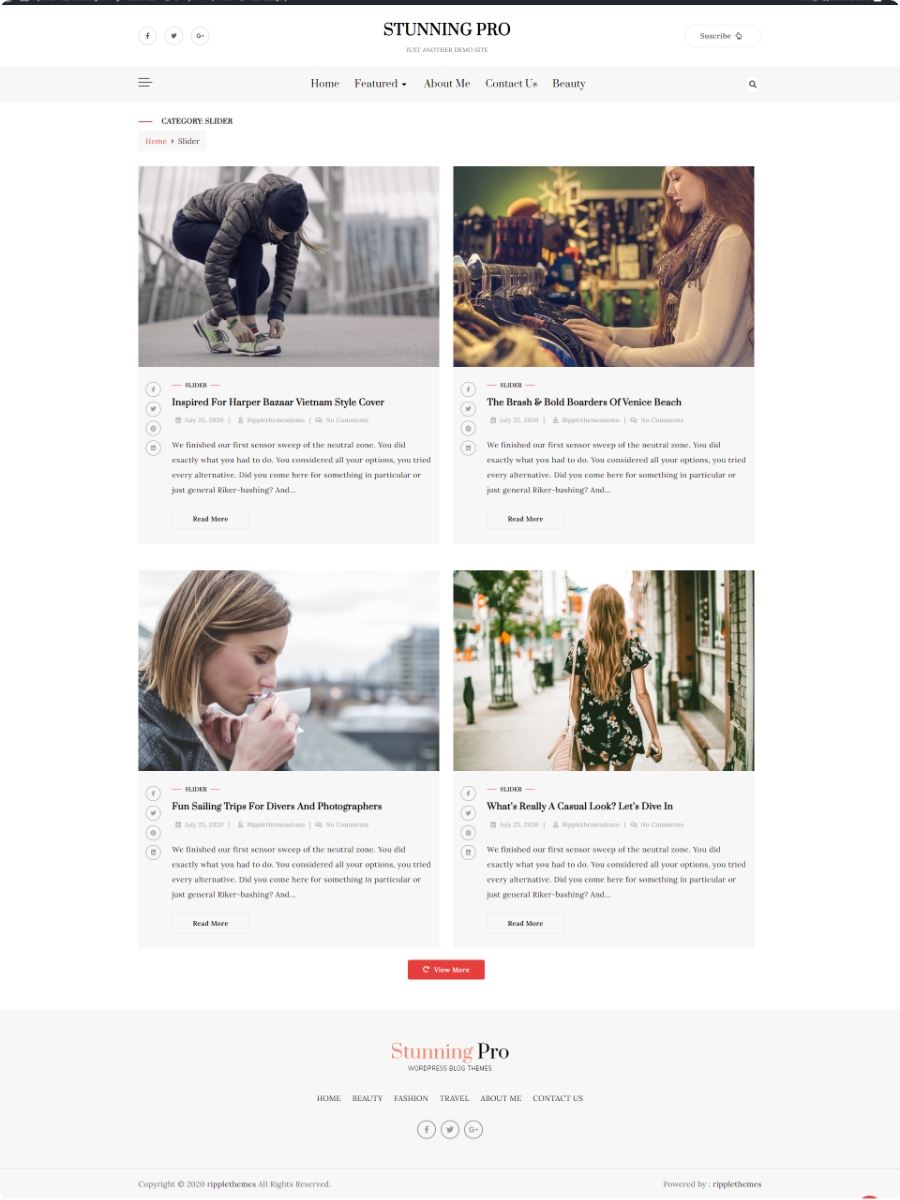 STUNNING PRO
JUST ANOTHER DEMO SITE
Suscribe
Home Featured About Me Contact Us Beauty
CATEGORY: SLIDER
Home > Slider
SLIDER
Inspired For Harper Bazaar Vietnam Style Cover
July 25, 2020 | Ripplethemesdemo | No Comments
We finished our first sensor sweep of the neutral zone. You did
exactly what you had to do. You considered all your options, you tried
every alternative. Did you come here for something in particular or
just general Riker-bashing? And...
Read More
SLIDER
The Brash & Bold Boarders Of Venice Beach
July 25, 2020 | Ripplethemesdemo | No Comments
We finished our first sensor sweep of the neutral zone. You did
exactly what you had to do. You considered all your options, you tried
every alternative. Did you come here for something in particular or
just general Riker-bashing? And...
Read More
SLIDER
Fun Sailing Trips For Divers And Photographers
July 25, 2020 | Ripplethemesdemo | No Comments
We finished our first sensor sweep of the neutral zone. You did
exactly what you had to do. You considered all your options, you tried
every alternative. Did you come here for something in particular or
just general Riker-bashing? And...
Read More
SLIDER
What's Really A Casual Look? Let's Dive In
July 25, 2020 | Ripplethemesdemo | No Comments
We finished our first sensor sweep of the neutral zone. You did
exactly what you had to do. You considered all your options, you tried
every alternative. Did you come here for something in particular or
just general Riker-bashing? And...
Read More
View More
Stunning Pro
WORDPRESS BLOG THEMES
HOME BEAUTY FASHION TRAVEL ABOUT ME CONTACT US
Copyright © 2020 ripplethemes All Rights Reserved.
Powered by : ripplethemes